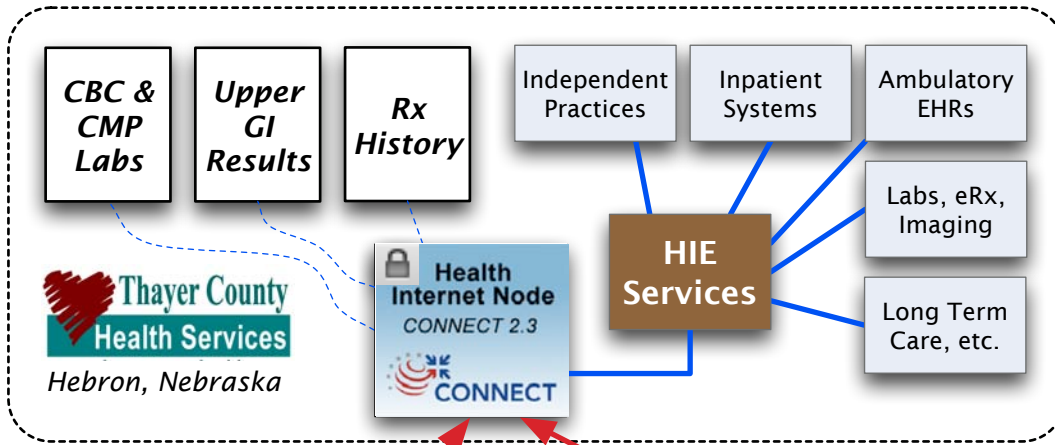 CBC &
CMP
Labs
Upper
GI
Results
Rx
History
Independent
Practices
Inpatient
Systems
Ambulatory
EHRs
Labs, eRx,
Imaging
Long Term
Care, etc.
HIE
Services
Health
Internet Node
CONNECT 2.3
CONNECT
Thayer County
Health Services
Hebron, Nebraska